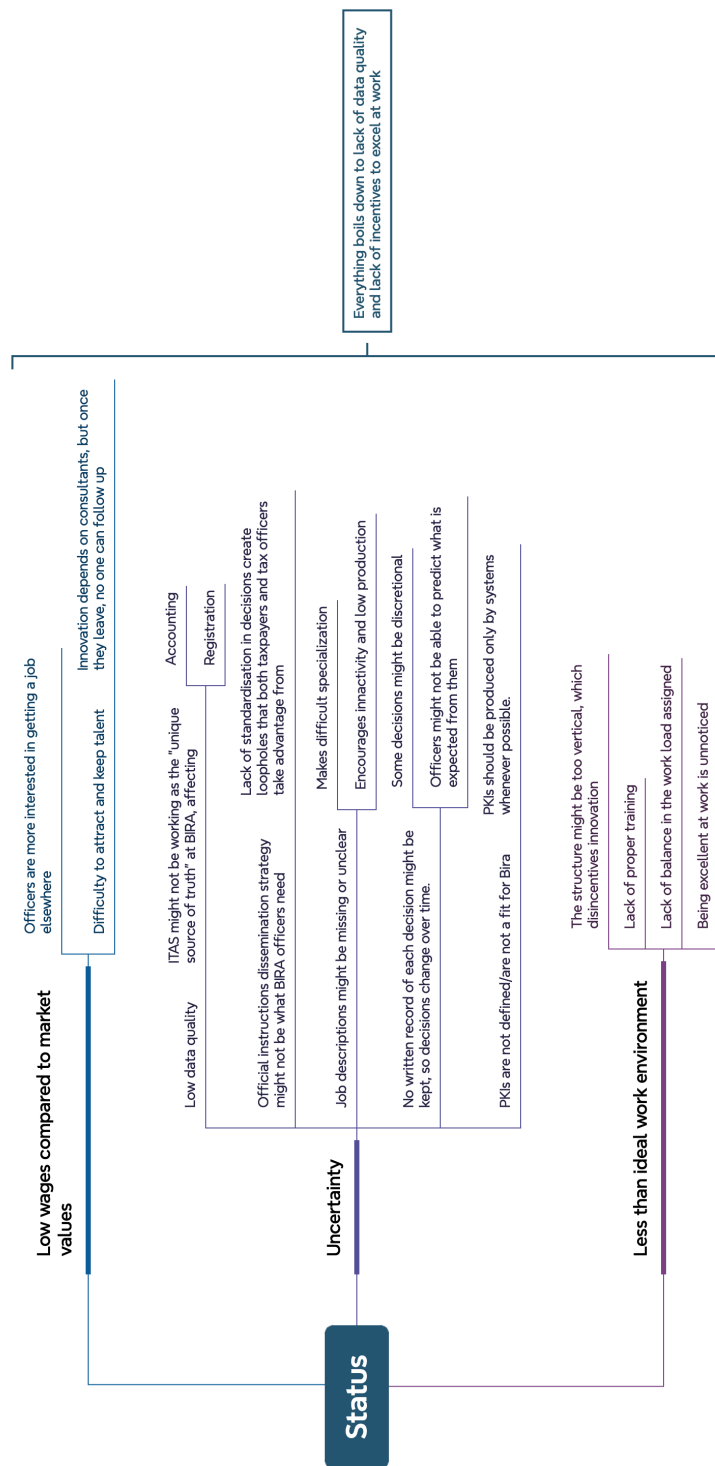 Status
Low wages compared to market
values
Officers are more interested in getting a job
elsewhere
Difficulty to attract and keep talent
Innovation depends on consultants, but once
they leave, no one can follow up
Uncertainty
Low data quality
ITAS might not be working as the "unique
source of truth" at BIRA, affecting
Accounting
Registration
Official instructions dissemination strategy
might not be what BIRA officers need
Lack of standardisation in decisions create
loopholes that both taxpayers and tax officers
take advantage from
Job descriptions might be missing or unclear
Makes difficult specialization
Encourages innactivity and low production
No written record of each decision might be
kept, so decisions change over time.
Some decisions might be discretional
Officers might not be able to predict what is
expected from them
PKIs are not defined/are not a fit for Bira
PKIs should be produced only by systems
whenever possible.
Less than ideal work environment
The structure might be too vertical, which
disincentives innovation
Lack of proper training
Lack of balance in the work load assigned
Being excellent at work is unnoticed
Everything boils down to lack of data quality
and lack of incentives to excel at work